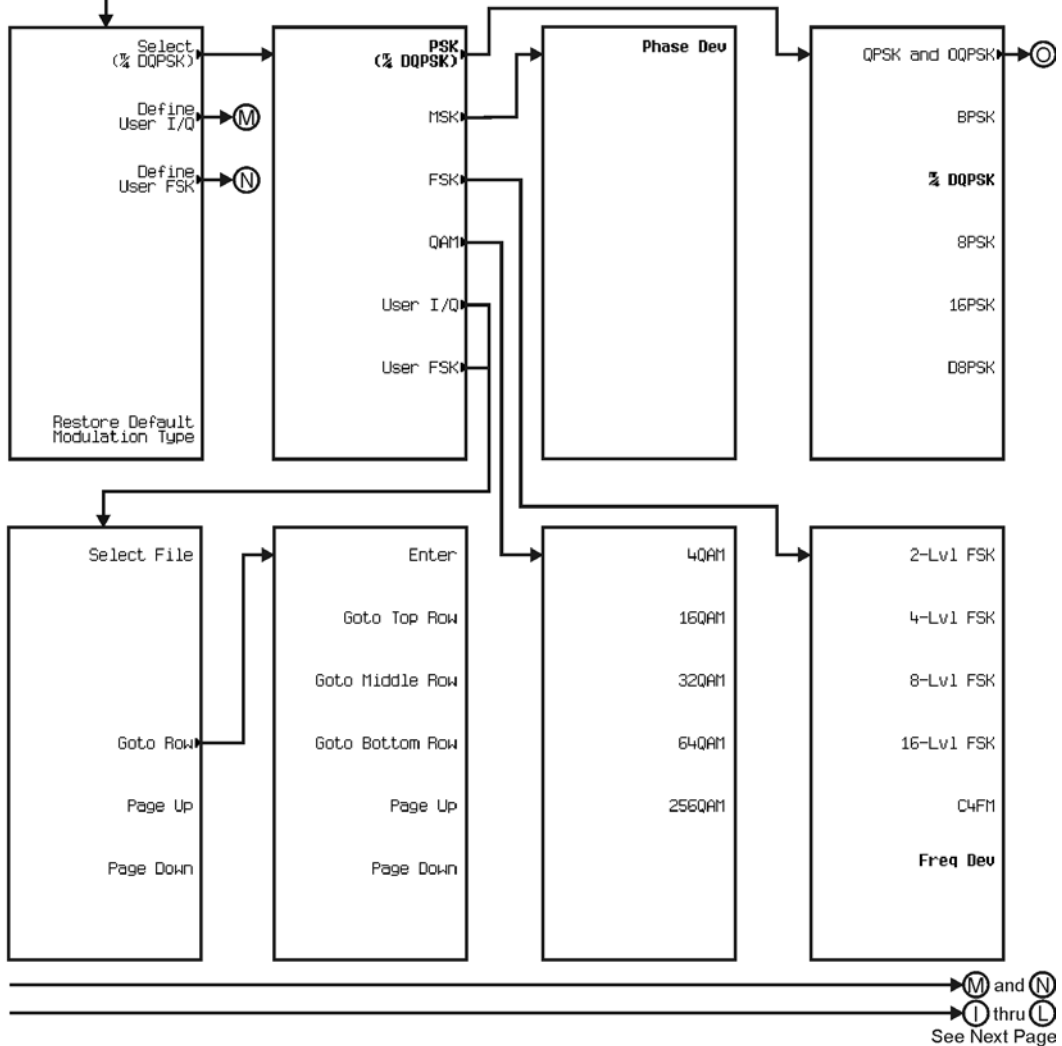 Select
(π/4 DQPSK)
Define
User I/Q
M
Define
User FSK
N
Restore Default
Modulation Type
PSK
(π/4 DQPSK)
MSK
FSK
QAM
User I/Q
User FSK
Phase Dev
QPSK and OQPSK
O
BPSK
π/4 DQPSK
8PSK
16PSK
D8PSK
Select File
Goto Row
Page Up
Page Down
Enter
Goto Top Row
Goto Middle Row
Goto Bottom Row
Page Up
Page Down
4QAM
16QAM
32QAM
64QAM
256QAM
2-Lvl FSK
4-Lvl FSK
8-Lvl FSK
16-Lvl FSK
C4FM
Freq Dev
M and N
I thru L
See Next Page